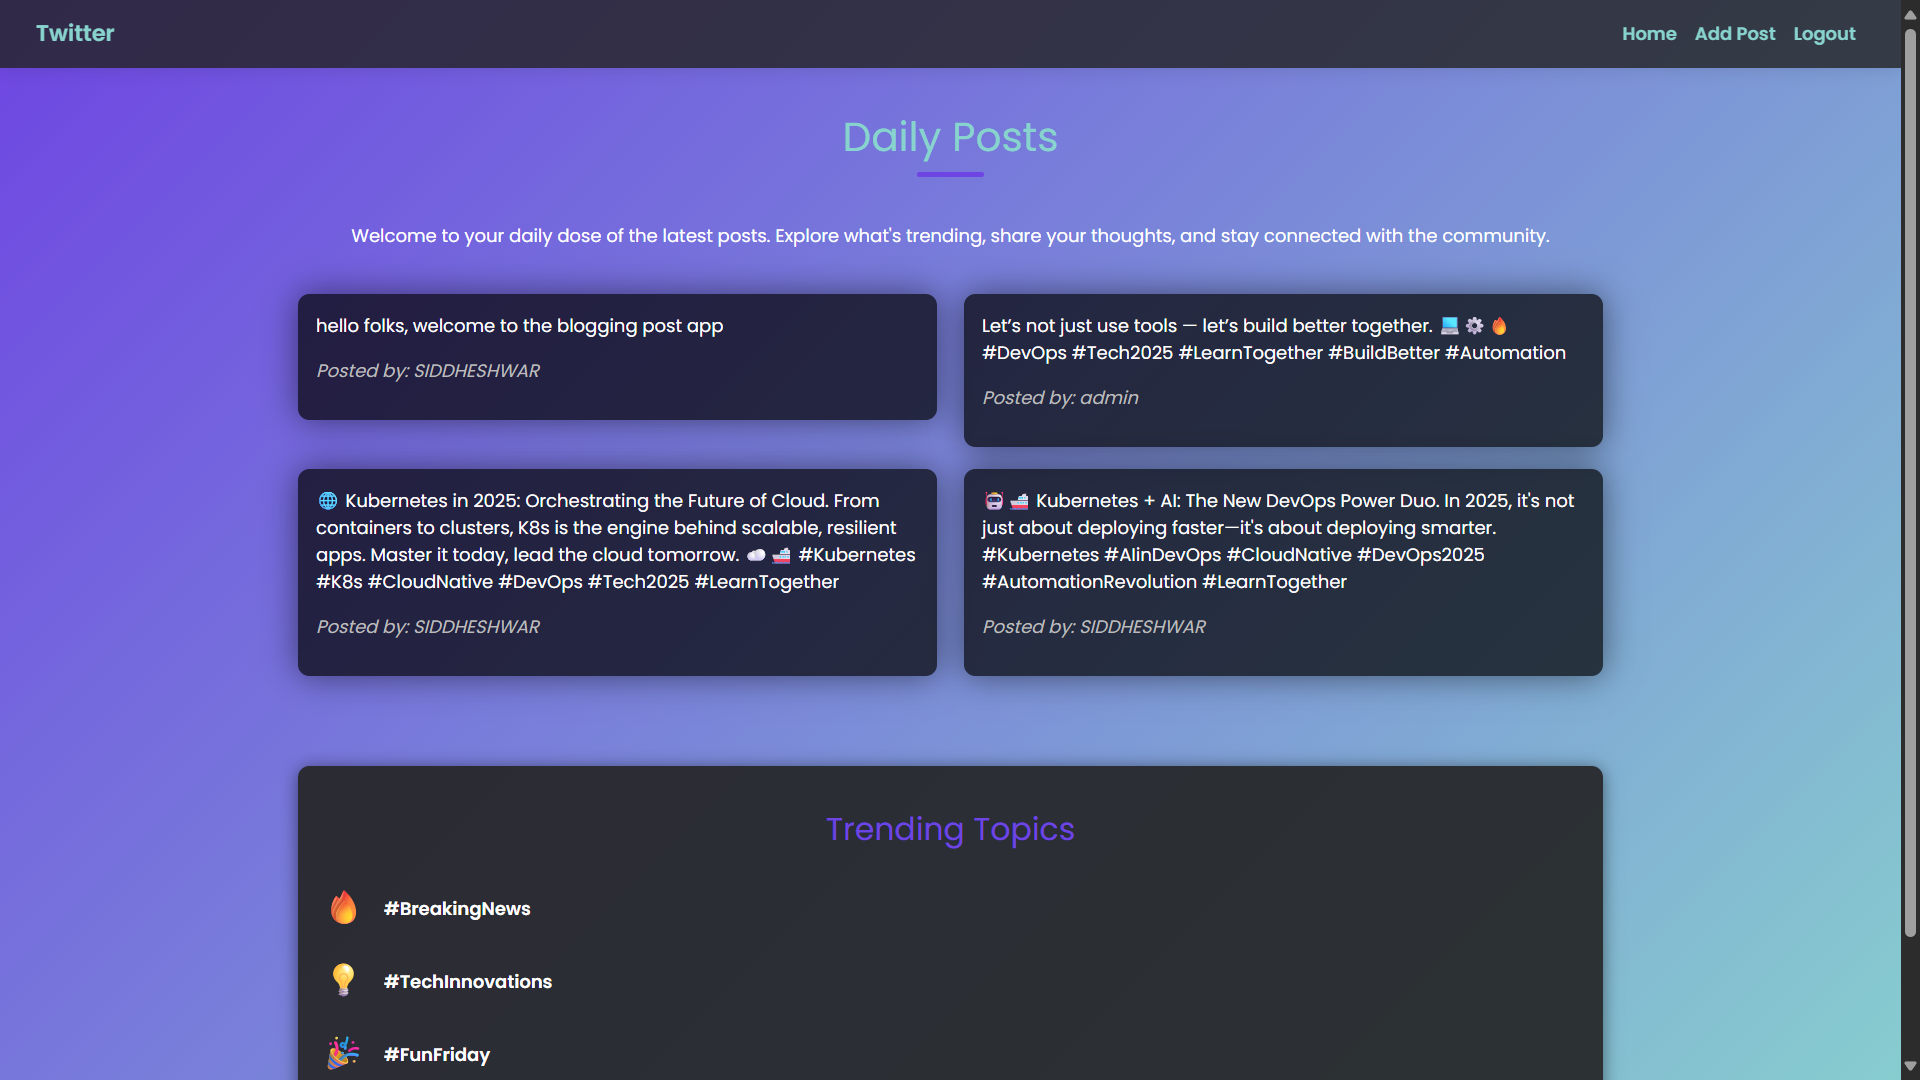 Twitter
Home Add Post Logout
Daily Posts
Welcome to your daily dose of the latest posts. Explore what's trending, share your thoughts, and stay connected with the community.
hello folks, welcome to the blogging post app
Posted by: SIDDHESHWAR
Let’s not just use tools — let’s build better together. 💻 ⚙️ 🔥
#DevOps #Tech2025 #LearnTogether #BuildBetter #Automation
Posted by: admin
🌐 Kubernetes in 2025: Orchestrating the Future of Cloud. From
containers to clusters, K8s is the engine behind scalable, resilient
apps. Master it today, lead the cloud tomorrow. ☁️ 🚢 #Kubernetes
#K8s #CloudNative #DevOps #Tech2025 #LearnTogether
Posted by: SIDDHESHWAR
🤖 🚢 Kubernetes + AI: The New DevOps Power Duo. In 2025, it's not
just about deploying faster—it's about deploying smarter.
#Kubernetes #AIinDevOps #CloudNative #DevOps2025
#AutomationRevolution #LearnTogether
Posted by: SIDDHESHWAR
Trending Topics
🔥 #BreakingNews
💡 #TechInnovations
🎉 #FunFriday